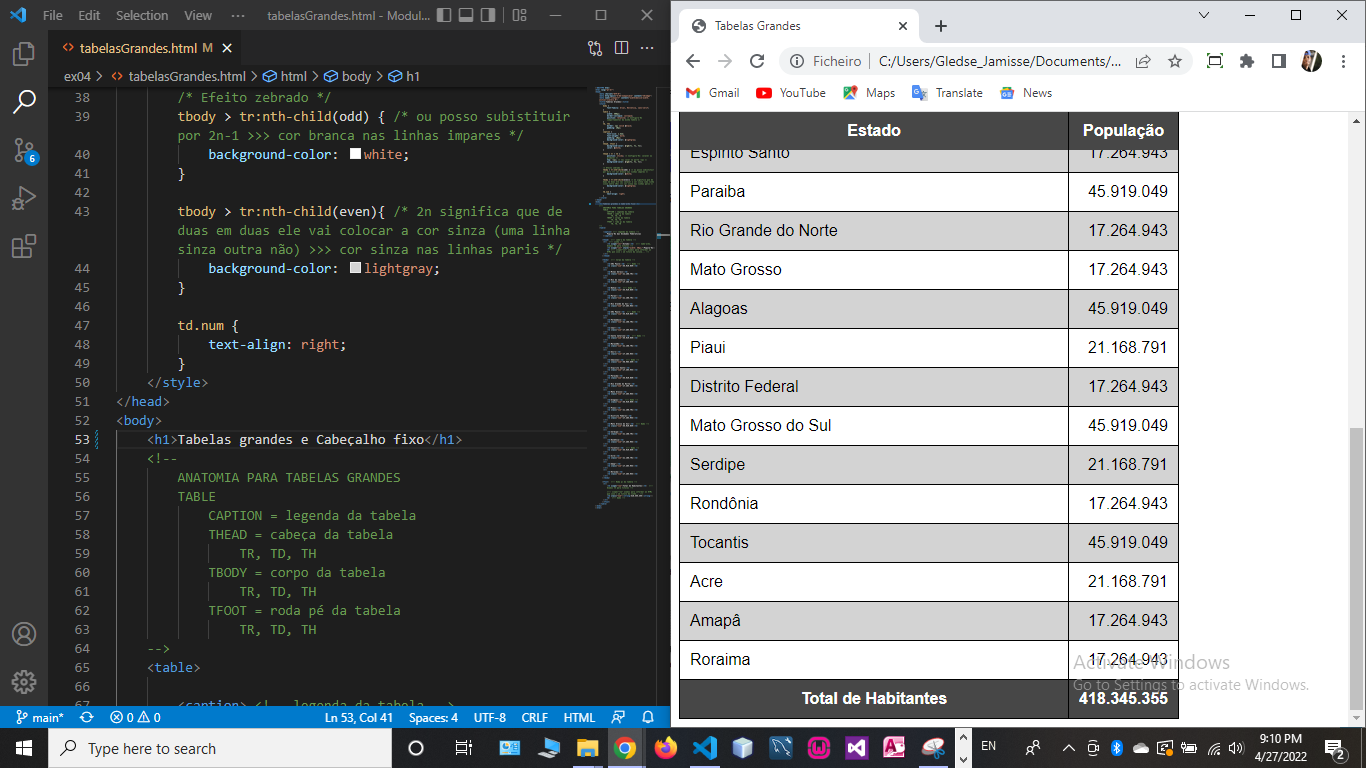 File Edit Selection View ··· tabelasGrandes.html - Modul...
tabelasGrandes.html M
ex04 > tabelasGrandes.html > html > body > h1
38 /* Efeito zebrado */
39 tbody > tr:nth-child(odd) { /* ou posso subistituir
por 2n-1 >>> cor branca nas linhas impares */
40 background-color: white;
41 }
42
43 tbody > tr:nth-child(even){ /* 2n significa que de
duas em duas ele vai colocar a cor sinza (uma linha
sinza outra não) >>> cor sinza nas linhas paris */
44 background-color: lightgray;
45 }
46
47 td.num {
48 text-align: right;
49 }
50 </style>
51 </head>
52 <body>
53 <h1>Tabelas grandes e Cabeçalho fixo</h1>
54 <!--
55 ANATOMIA PARA TABELAS GRANDES
56 TABLE
57 CAPTION = legenda da tabela
58 THEAD = cabeça da tabela
59 TR, TD, TH
60 TBODY = corpo da tabela
61 TR, TD, TH
62 TFOOT = roda pé da tabela
63 TR, TD, TH
64 -->
65 <table>
66
67 <caption> <!-- legenda da tabela -->
6
main* 0 0 Ln 53, Col 41 Spaces: 4 UTF-8 CRLF HTML
Tabelas Grandes
Ficheiro | C:/Users/Gledse_Jamisse/Documents/...
Gmail YouTube Maps Translate News
Estado População
Espirito Santo 17.264.943
Paraiba 45.919.049
Rio Grande do Norte 17.264.943
Mato Grosso 17.264.943
Alagoas 45.919.049
Piaui 21.168.791
Distrito Federal 17.264.943
Mato Grosso do Sul 45.919.049
Serdipe 21.168.791
Rondônia 17.264.943
Tocantis 45.919.049
Acre 21.168.791
Amapâ 17.264.943
Roraima 17.264.943
Total de Habitantes 418.345.355
Activate Windows
Go to Settings to activate Windows.
Type here to search
EN
9:10 PM
4/27/2022
2